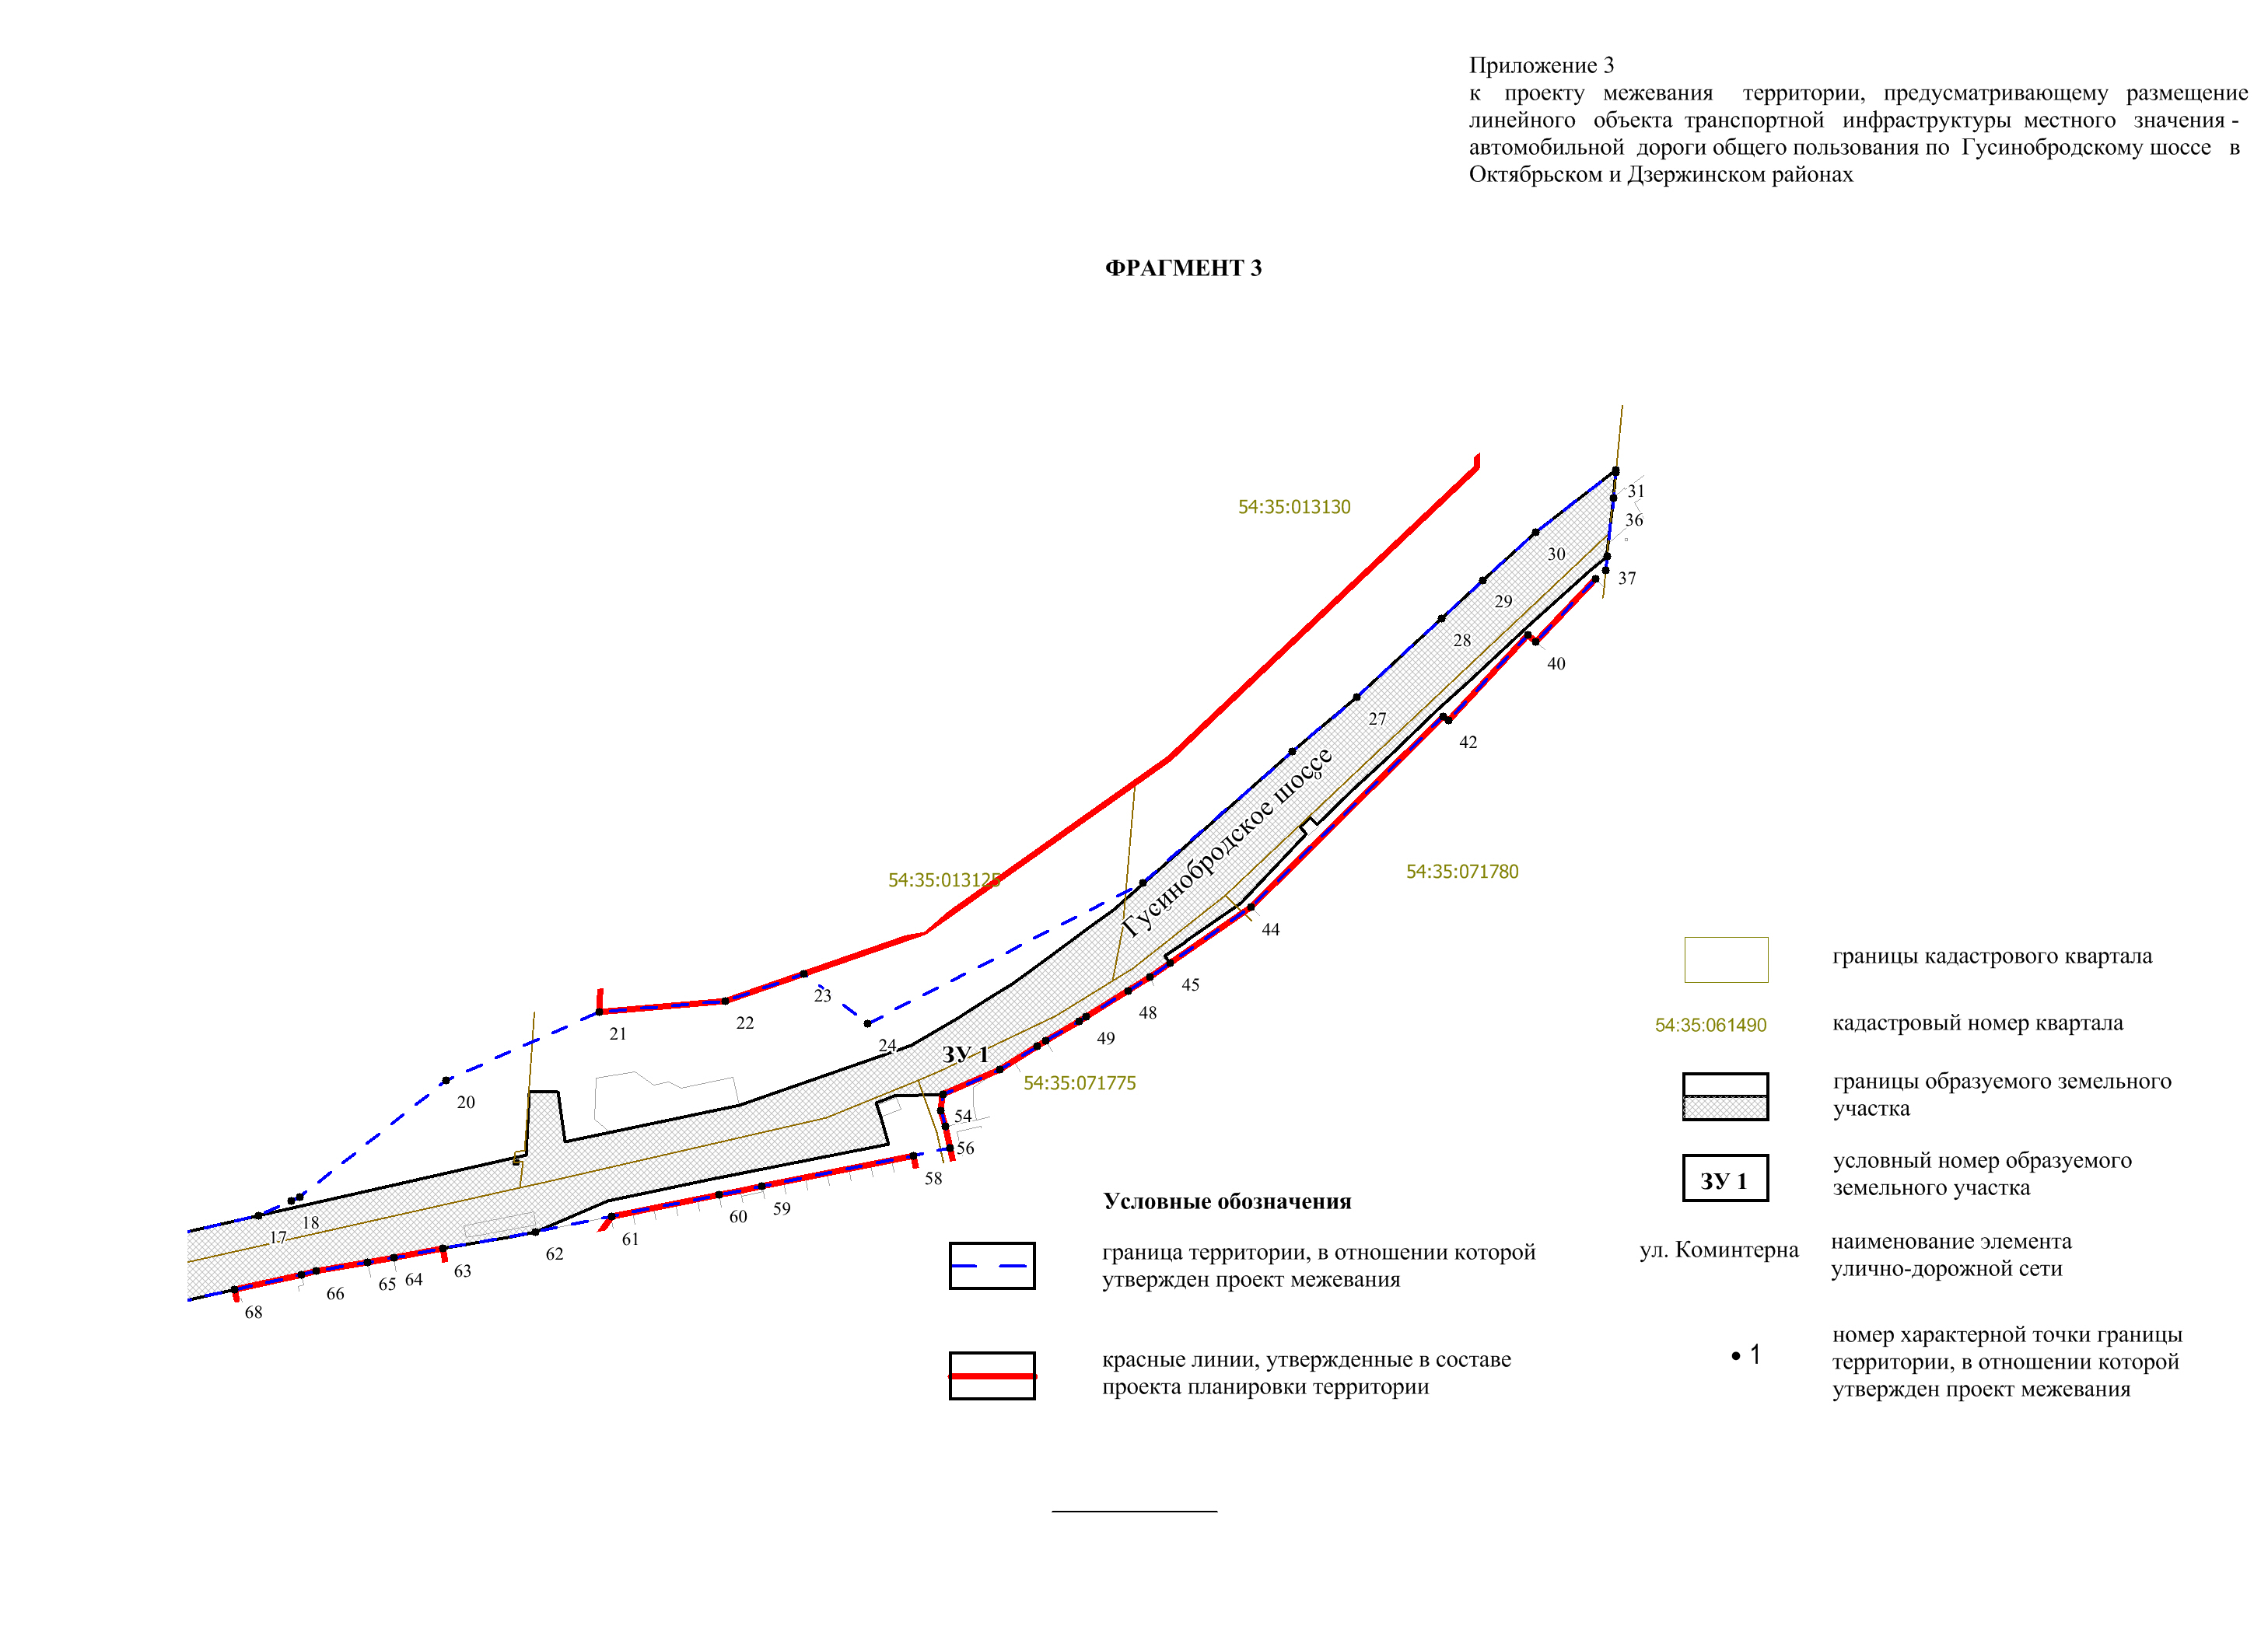 Приложение 3
к проекту межевания территории, предусматривающему размещение
линейного объекта транспортной инфраструктуры местного значения -
автомобильной дороги общего пользования по Гусинобродскому шоссе в
Октябрьском и Дзержинском районах
ФРАГМЕНТ 3
54:35:013130
31
36
30
37
29
28
40
27
42
Гусинобродское шоссе
54:35:013125
54:35:071780
44
45
23
48
22
21
24
49
ЗУ 1
54:35:071775
20
54
56
58
59
60
18
17
61
62
63
64
65
66
68
Условные обозначения
граница территории, в отношении которой
утвержден проект межевания
красные линии, утвержденные в составе
проекта планировки территории
границы кадастрового квартала
54:35:061490
кадастровый номер квартала
границы образуемого земельного
участка
ЗУ 1
условный номер образуемого
земельного участка
ул. Коминтерна
наименование элемента
улично-дорожной сети
1
номер характерной точки границы
территории, в отношении которой
утвержден проект межевания